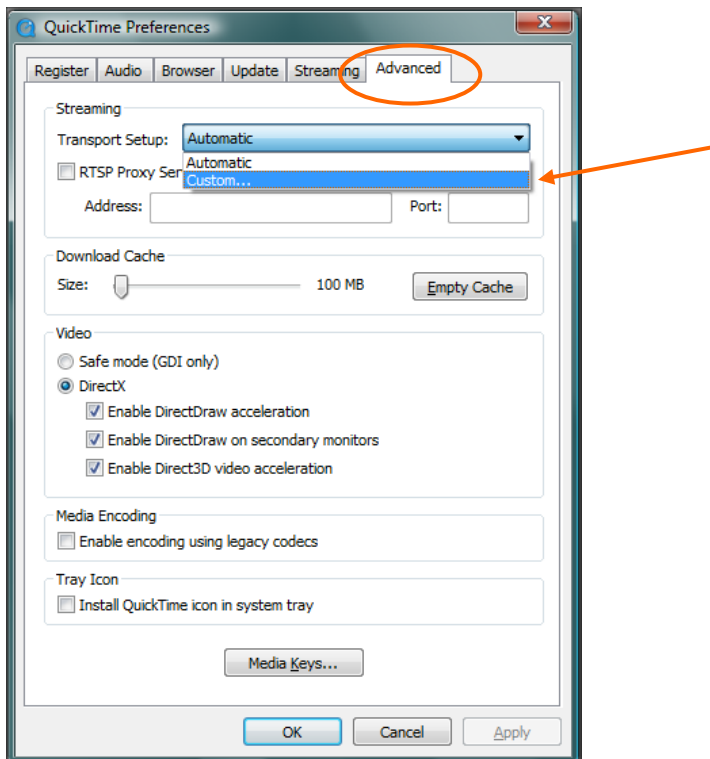 QuickTime Preferences
Register Audio Browser Update Streaming Advanced
Streaming
Transport Setup: Automatic
Automatic
RTSP Proxy Ser
Custom...
Address: Port:
Download Cache
Size: 100 MB Empty Cache
Video
Safe mode (GDI only)
DirectX
Enable DirectDraw acceleration
Enable DirectDraw on secondary monitors
Enable Direct3D video acceleration
Media Encoding
Enable encoding using legacy codecs
Tray Icon
Install QuickTime icon in system tray
Media Keys...
OK Cancel Apply